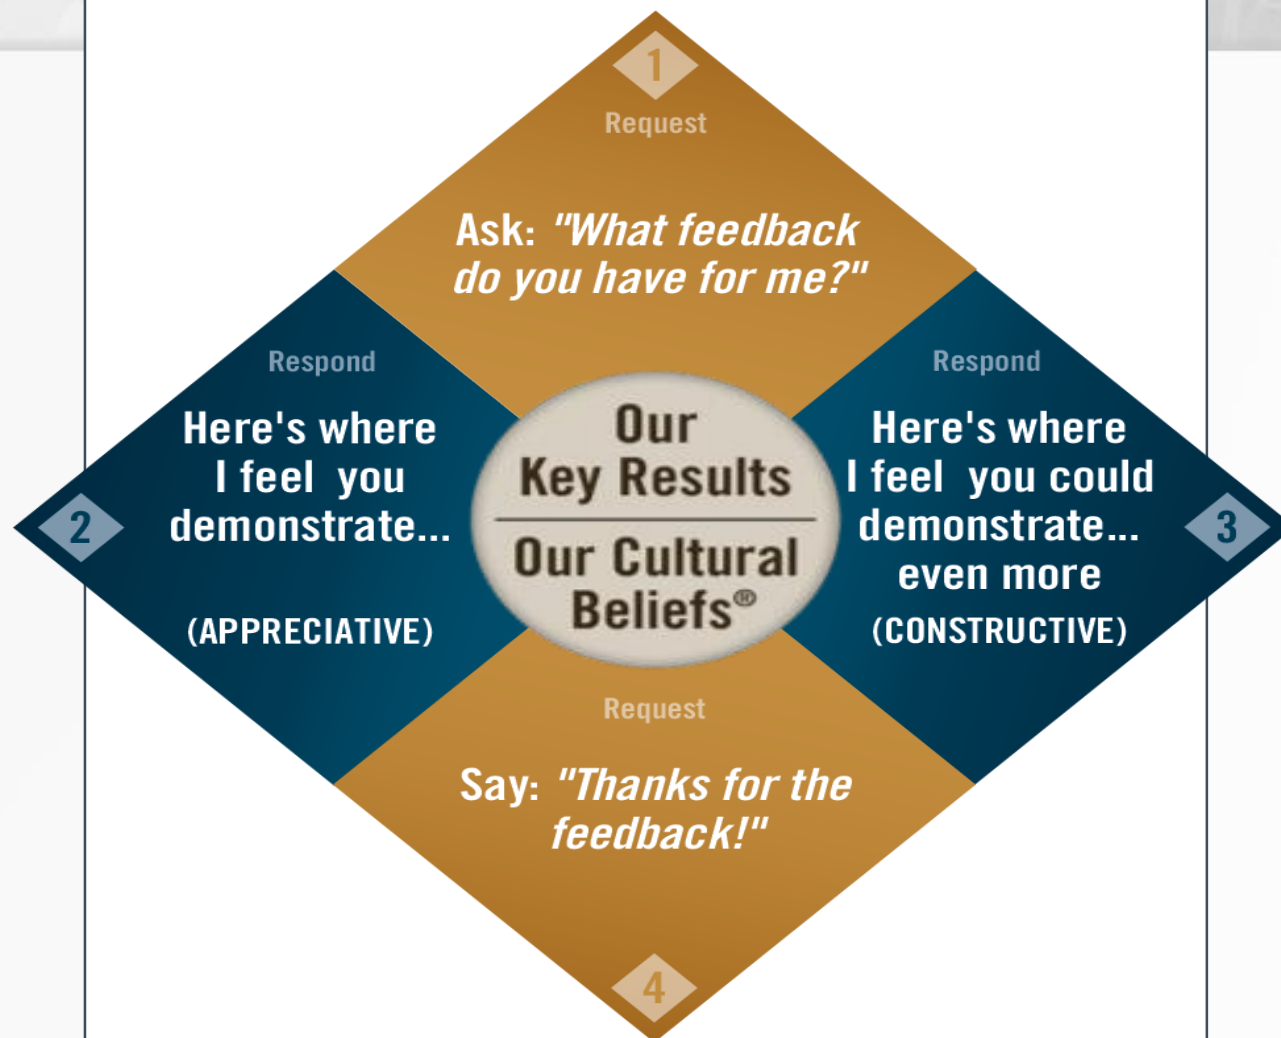 1
Request
Ask: "What feedback
do you have for me?"
Respond
Here's where
I feel you
demonstrate...
(APPRECIATIVE)
2
Our
Key Results
Our Cultural
Beliefs®
Respond
Here's where
I feel you could
demonstrate...
even more
(CONSTRUCTIVE)
3
Request
Say: "Thanks for the
feedback!"
4